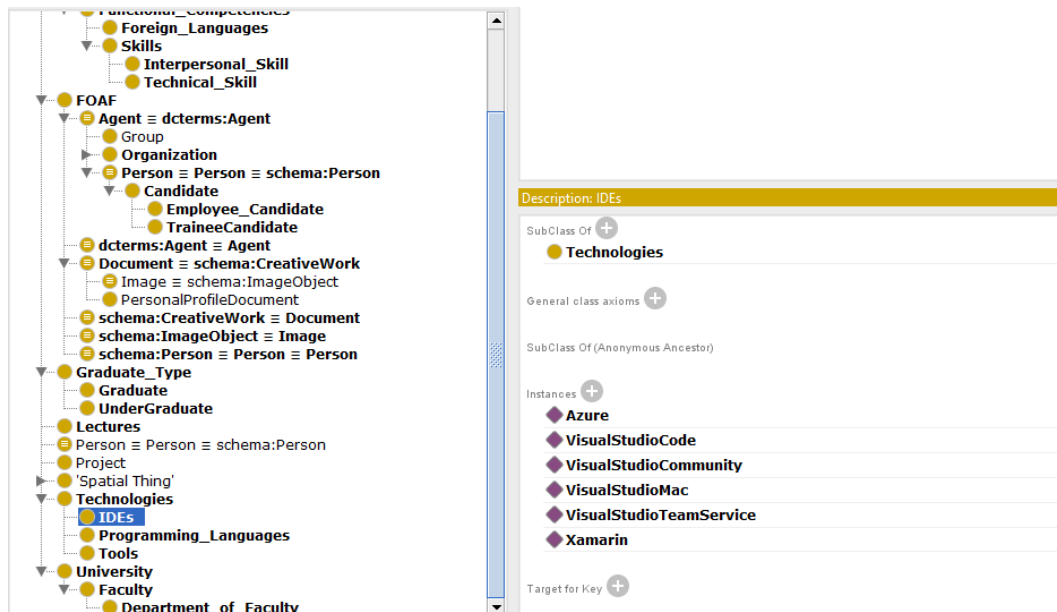 Functional_Competencies
Foreign_Languages
Skills
Interpersonal_Skill
Technical_Skill
FOAF
Agent ≡ dcterms:Agent
Group
Organization
Person ≡ Person ≡ schema:Person
Candidate
Employee_Candidate
TraineeCandidate
dcterms:Agent ≡ Agent
Document ≡ schema:CreativeWork
Image ≡ schema:ImageObject
PersonalProfileDocument
schema:CreativeWork ≡ Document
schema:ImageObject ≡ Image
schema:Person ≡ Person ≡ Person
Graduate_Type
Graduate
UnderGraduate
Lectures
Person ≡ Person ≡ schema:Person
Project
'Spatial Thing'
Technologies
IDEs
Programming_Languages
Tools
University
Faculty
Department_of_Faculty
Description: IDEs
SubClass Of
Technologies
General class axioms
SubClass Of (Anonymous Ancestor)
Instances
Azure
VisualStudioCode
VisualStudioCommunity
VisualStudioMac
VisualStudioTeamService
Xamarin
Target for Key